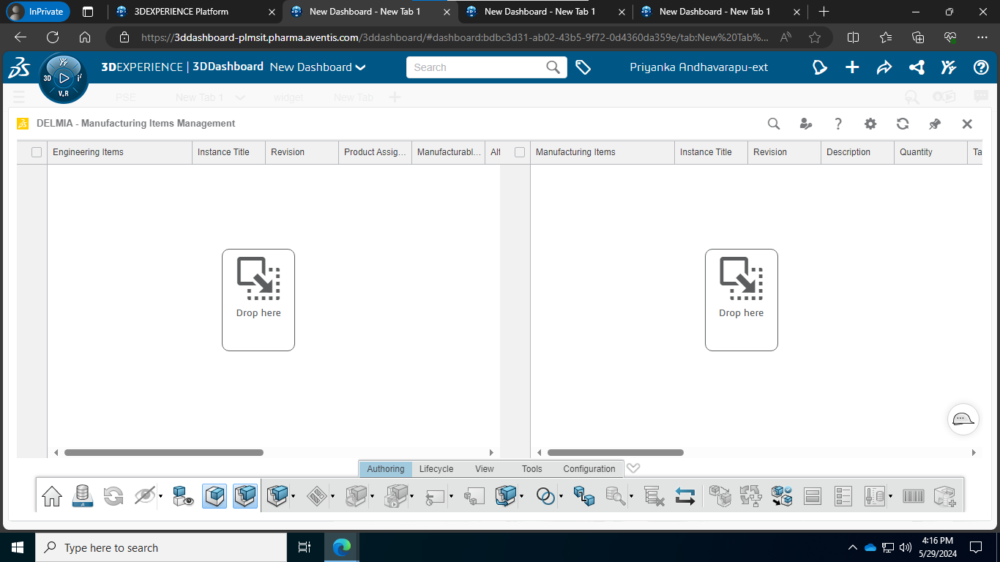 InPrivate
3DEXPERIENCE Platform
New Dashboard - New Tab 1
New Dashboard - New Tab 1
New Dashboard - New Tab 1
https://3ddashboard-plmsit.pharma.aventis.com/3ddashboard/#dashboard:bdbc3d31-ab02-43b5-9f72-0d4360da359e/tab:New%20Tab%...
3D V.R
3DEXPERIENCE | 3DDashboard New Dashboard
Search
Priyanka Andhavarapu-ext
PSE New Tab 1 widget New Tab
DELMIA - Manufacturing Items Management
Engineering Items Instance Title Revision Product Assig... Manufacturabl... Alt
Manufacturing Items Instance Title Revision Description Quantity Ta
Drop here
Drop here
Authoring Lifecycle View Tools Configuration
Type here to search
4:16 PM
5/29/2024